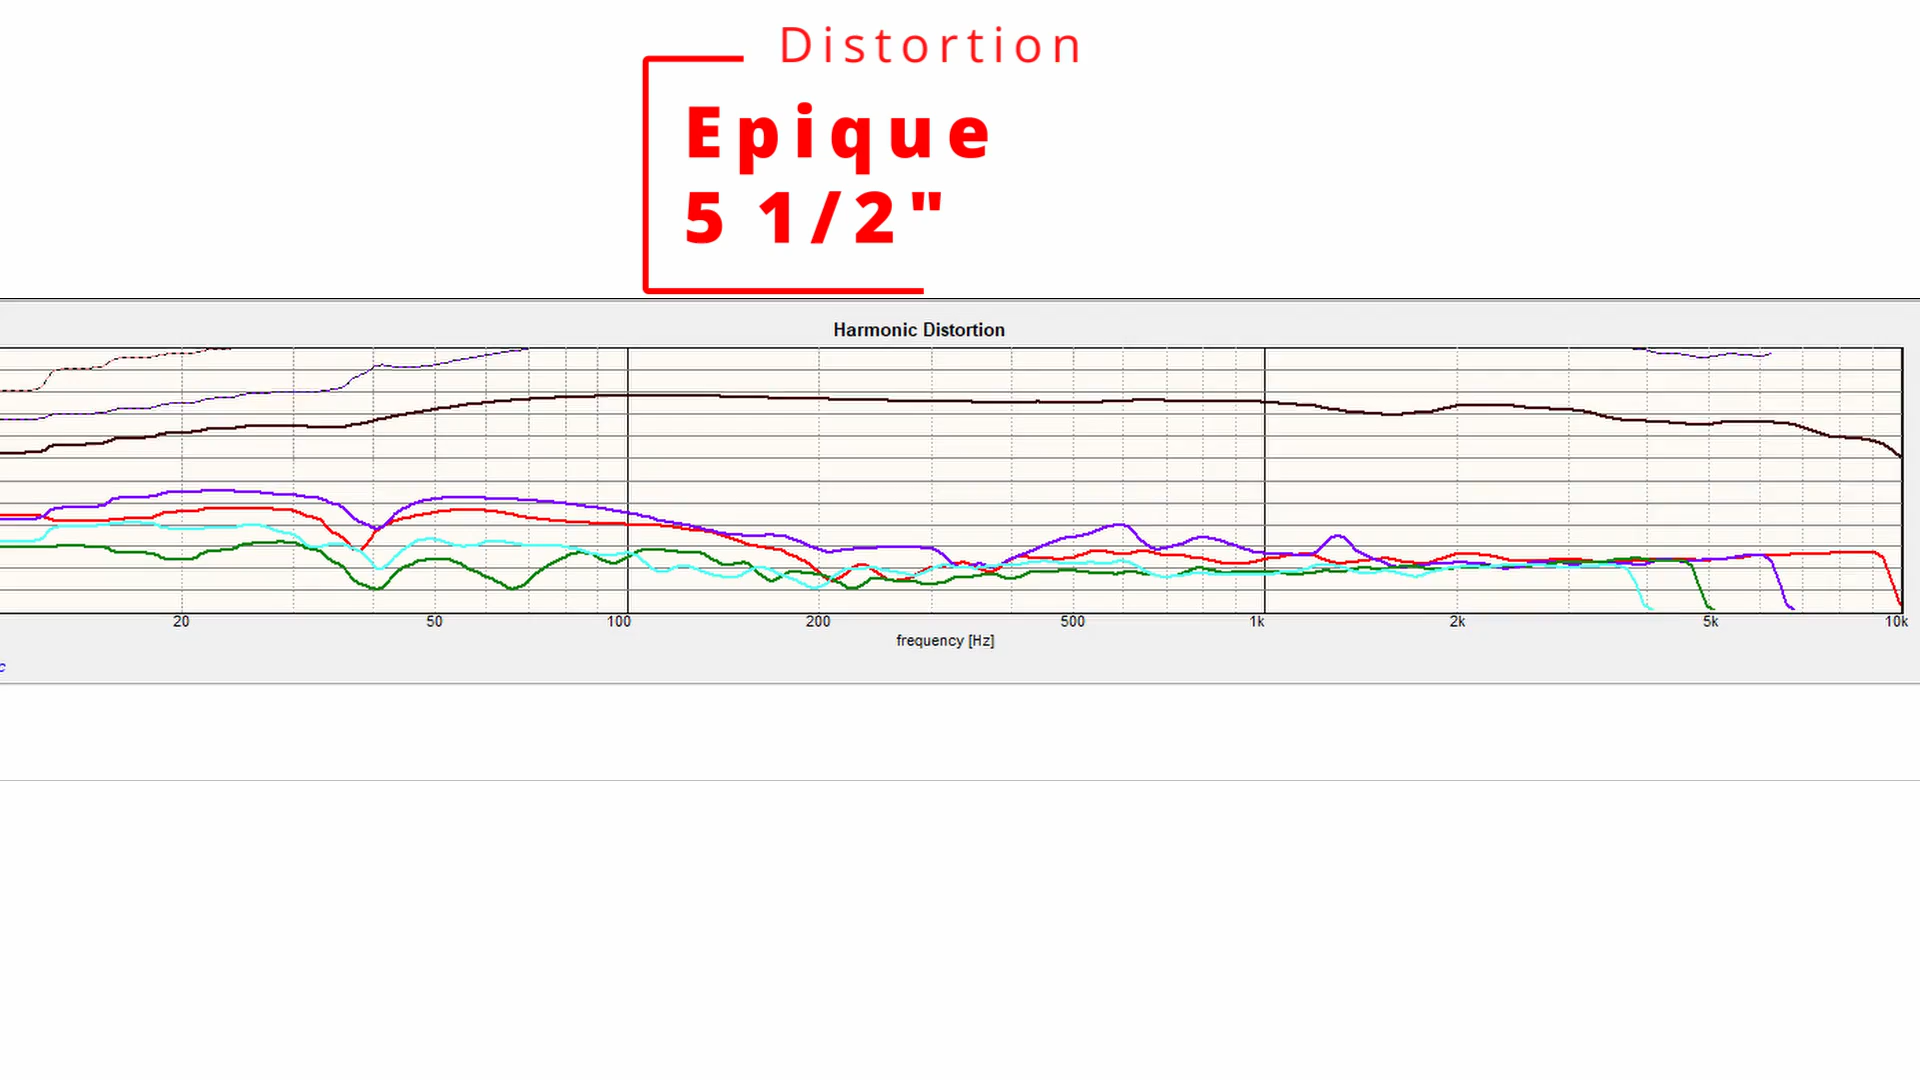 Distortion
Epique
5 1/2"
Harmonic Distortion
20 50 100 200 500 1k 2k 5k 10k
frequency [Hz]
c